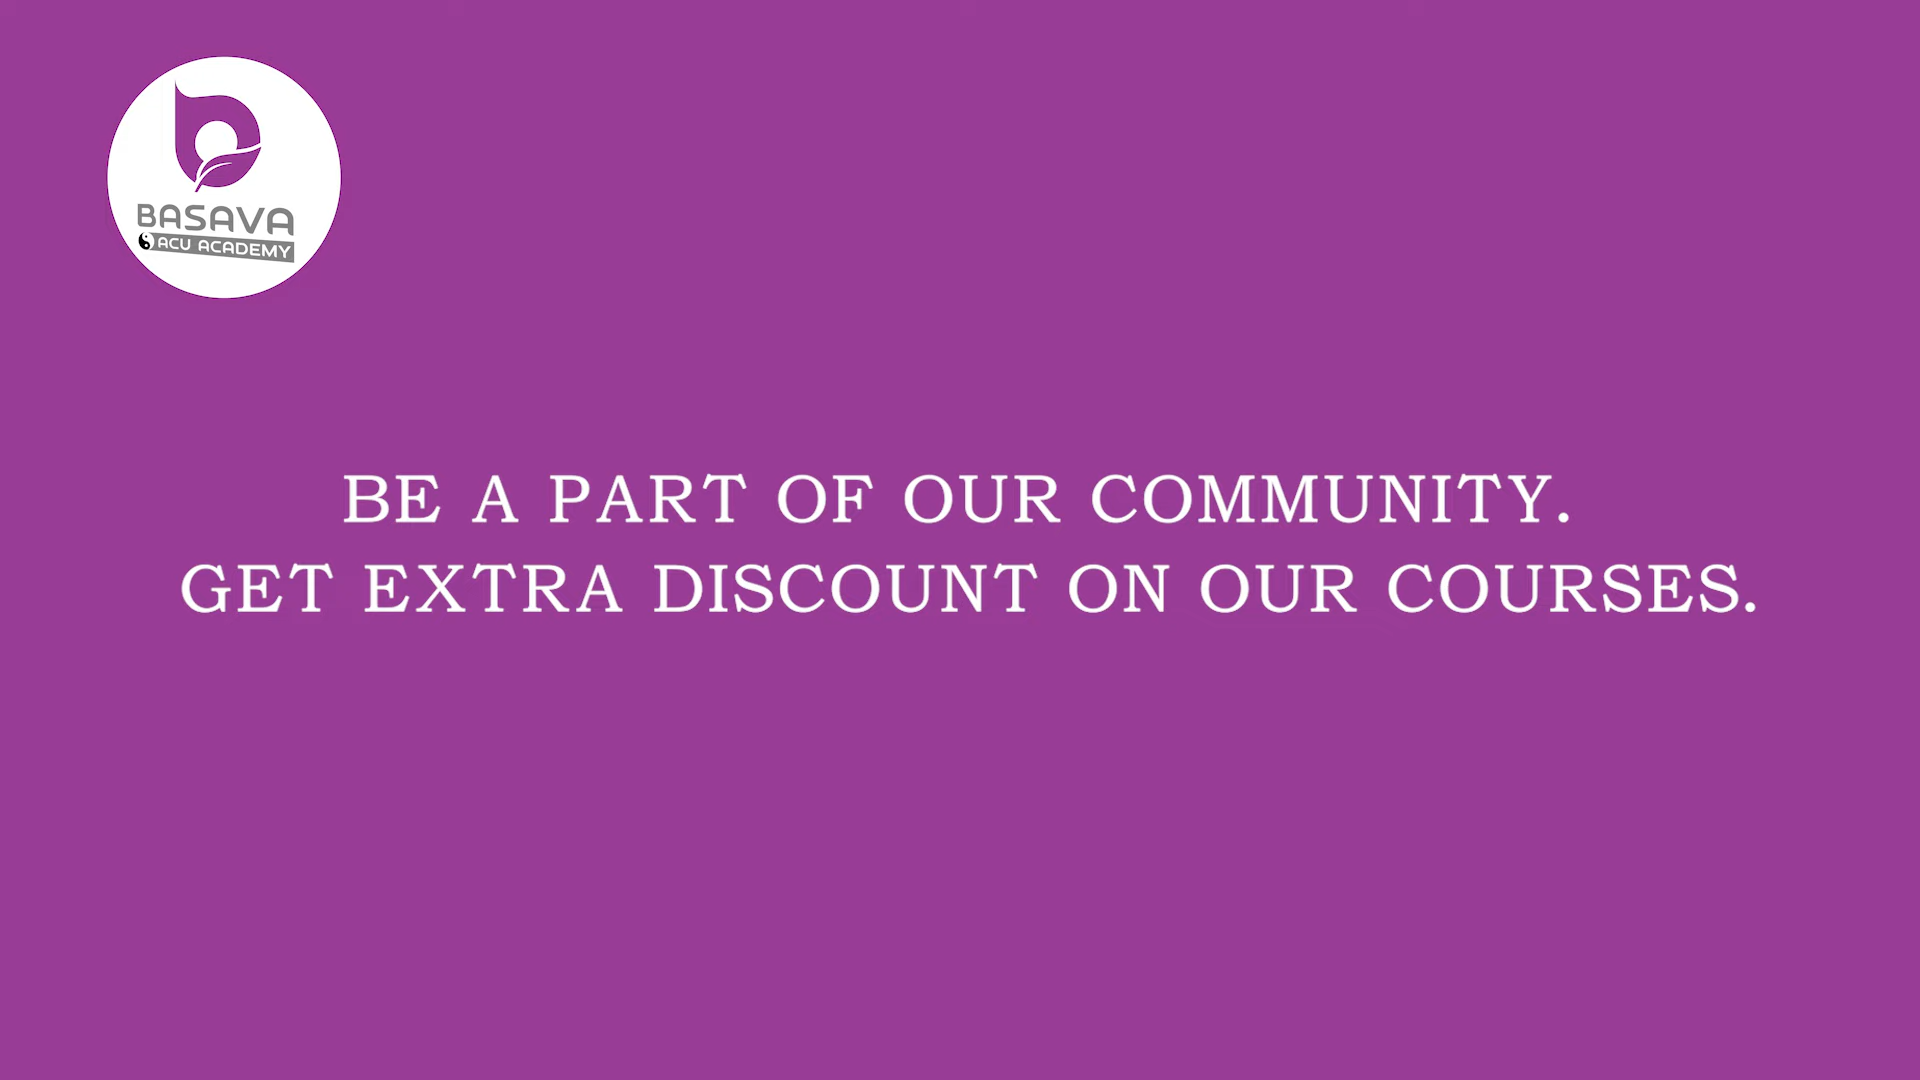 BASAVA
ACU ACADEMY
BE A PART OF OUR COMMUNITY.
GET EXTRA DISCOUNT ON OUR COURSES.